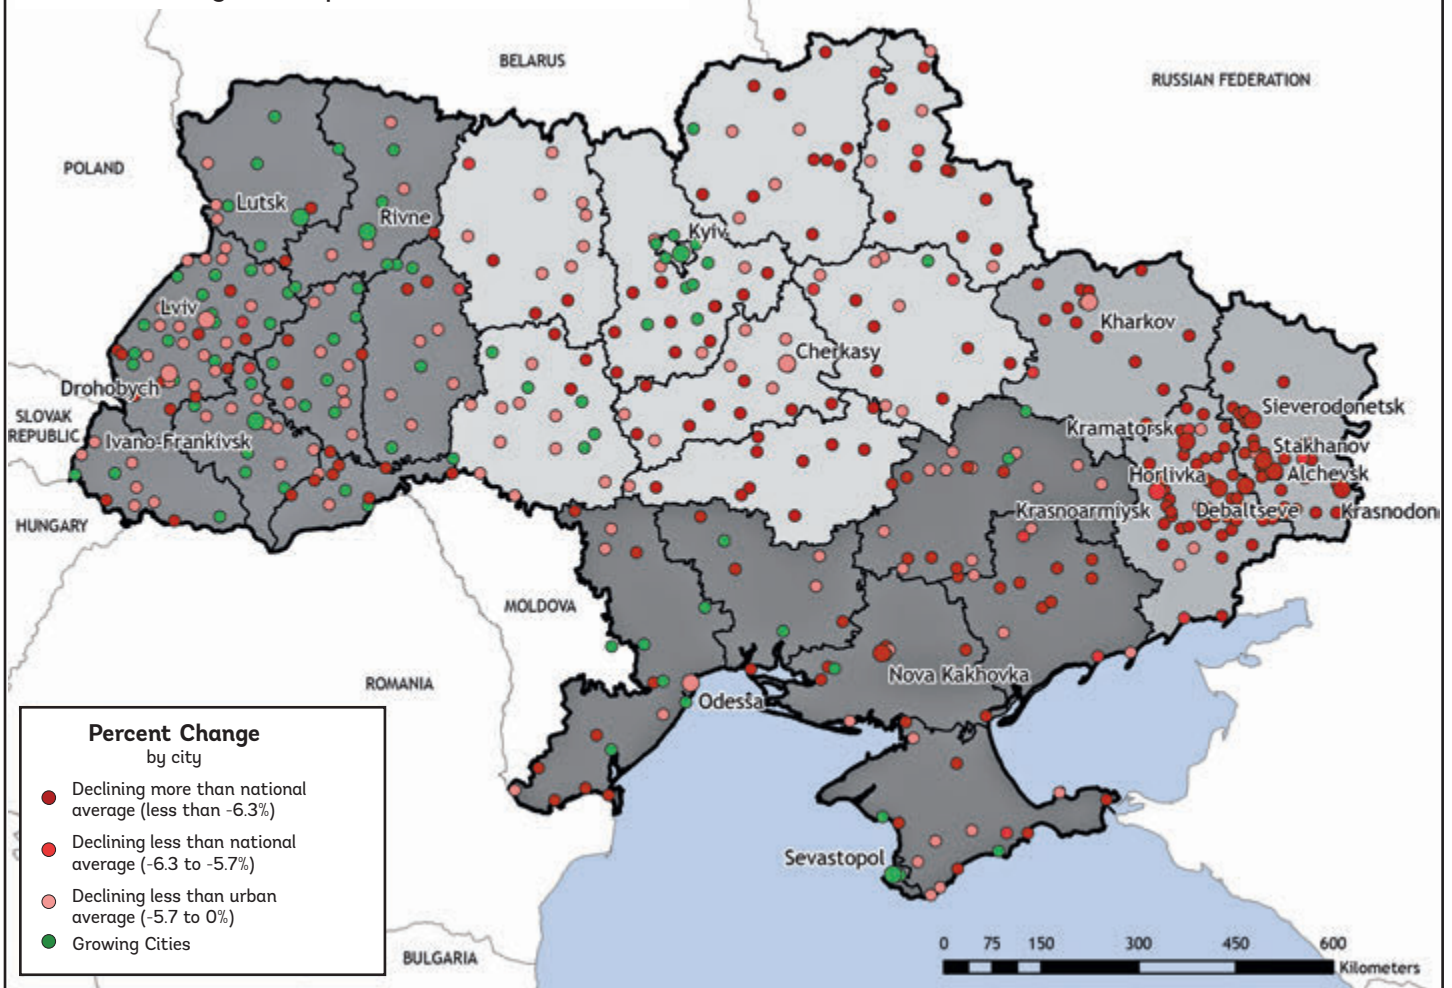 BELARUS
RUSSIAN FEDERATION
POLAND
Lutsk
Rivne
Kyiv
Lviv
Kharkov
Cherkasy
Drohobych
SLOVAK
REPUBLIC
Ivano-Frankivsk
Sieverodonetsk
Kramatorsk
Stakhanov
Horlivka
Alchevsk
HUNGARY
Krasnoarmiysk
Debaltseve
Krasnodon
MOLDOVA
ROMANIA
Nova Kakhovka
Odessa
Percent Change
by city
Declining more than national
average (less than -6.3%)
Declining less than national
average (-6.3 to -5.7%)
Declining less than urban
average (-5.7 to 0%)
Growing Cities
Sevastopol
BULGARIA
0 75 150 300 450 600
Kilometers